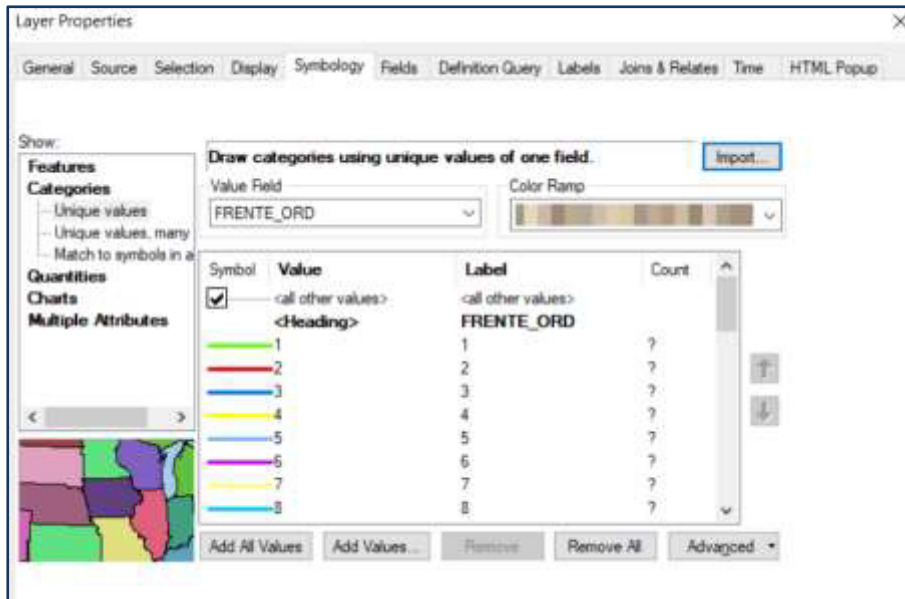 Layer Properties
General Source Selection Display Symbology Fields Definition Query Labels Joins & Relates Time HTML Popup
Show:
Features
Categories
Unique values
Unique values, many
Match to symbols in a
Quantities
Charts
Multiple Attributes
Draw categories using unique values of one field.
Import...
Value Field
FRENTE_ORD
Color Ramp
Symbol Value Label Count
<all other values> <all other values>
<Heading> FRENTE_ORD
1 1 ?
2 2 ?
3 3 ?
4 4 ?
5 5 ?
6 6 ?
7 7 ?
8 8 ?
Add All Values Add Values... Remove Remove All Advanced